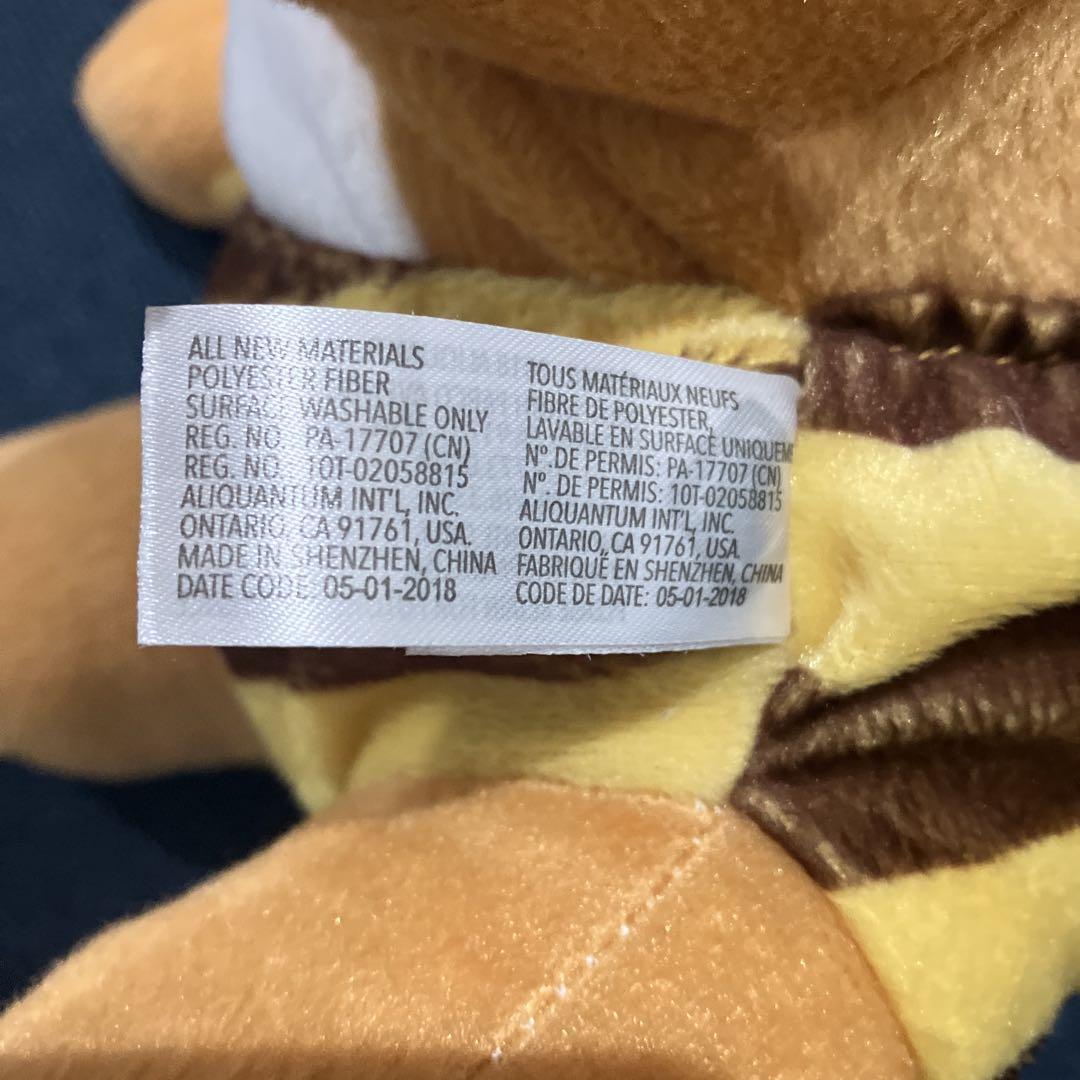 ALL NEW MATERIALS
POLYESTER FIBER
SURFACE WASHABLE ONLY
REG. NO. PA-17707 (CN)
REG. NO. 10T-02058815
ALIQUANTUM INT'L, INC.
ONTARIO, CA 91761, USA.
MADE IN SHENZHEN, CHINA
DATE CODE 05-01-2018
TOUS MATÉRIAUX NEUFS
FIBRE DE POLYESTER,
LAVABLE EN SURFACE
Nº.DE PERMIS: PA-17707 (CN)
Nº. DE PERMIS: 10T-02058815
ALIQUANTUM INT'L, INC.
ONTARIO, CA 91761, USA.
FABRIQUÉ EN SHENZHEN, CHINA
CODE DE DATE: 05-01-2018